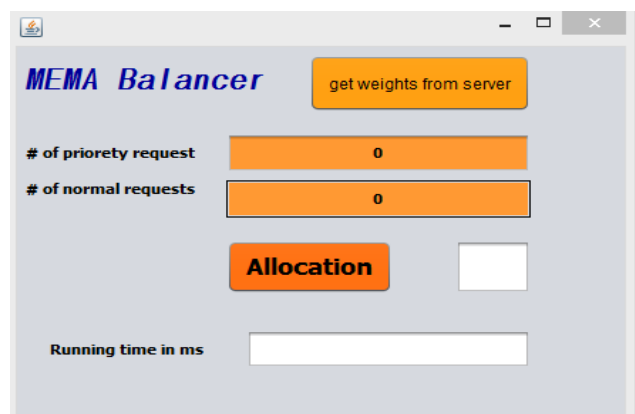 MEMA Balancer
get weights from server
# of priorety request
0
# of normal requests
0
Allocation
Running time in ms